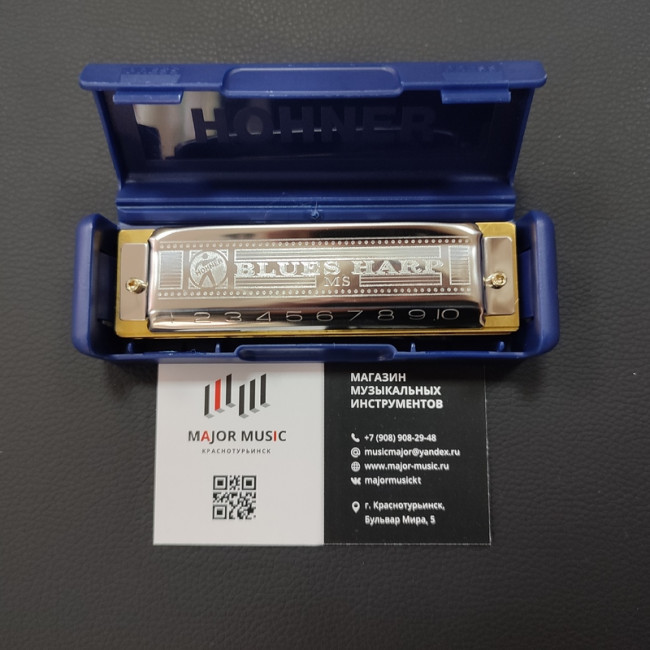 HOHNER
BLUES HARP
MS
1 2 3 4 5 6 7 8 9 10
MAJOR MUSIC
КРАСНОТУРЬИНСК
МАГАЗИН
МУЗЫКАЛЬНЫХ
ИНСТРУМЕНТОВ
+7 (908) 908-29-48
musicmajor@yandex.ru
www.major-music.ru
majormusickt
г. Краснотурьинск,
Бульвар Мира, 5